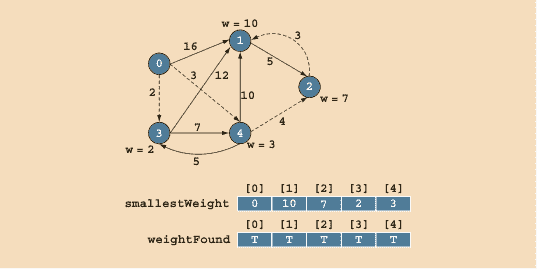 w = 10
1
3
16
0
5
3
12
2
2
10
w = 7
4
7
3
4
w = 2
w = 3
5
[0] [1] [2] [3] [4]
smallestWeight 0 10 7 2 3
[0] [1] [2] [3] [4]
weightFound T T T T T